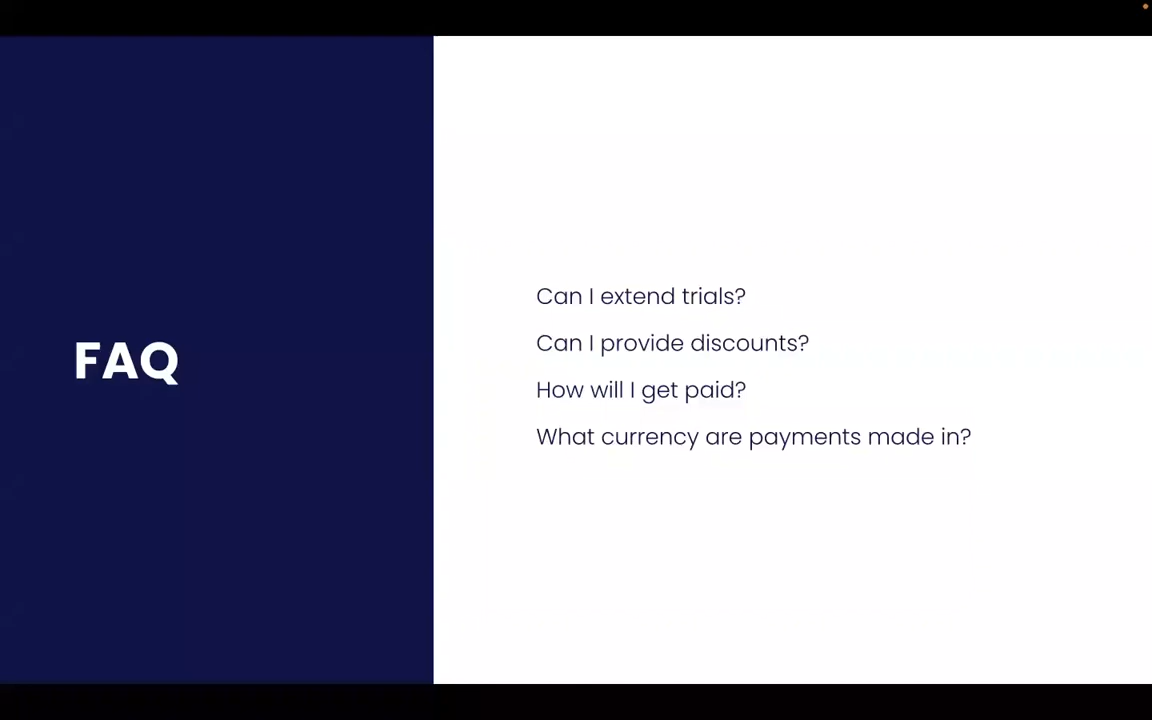 FAQ
Can I extend trials?
Can I provide discounts?
How will I get paid?
What currency are payments made in?